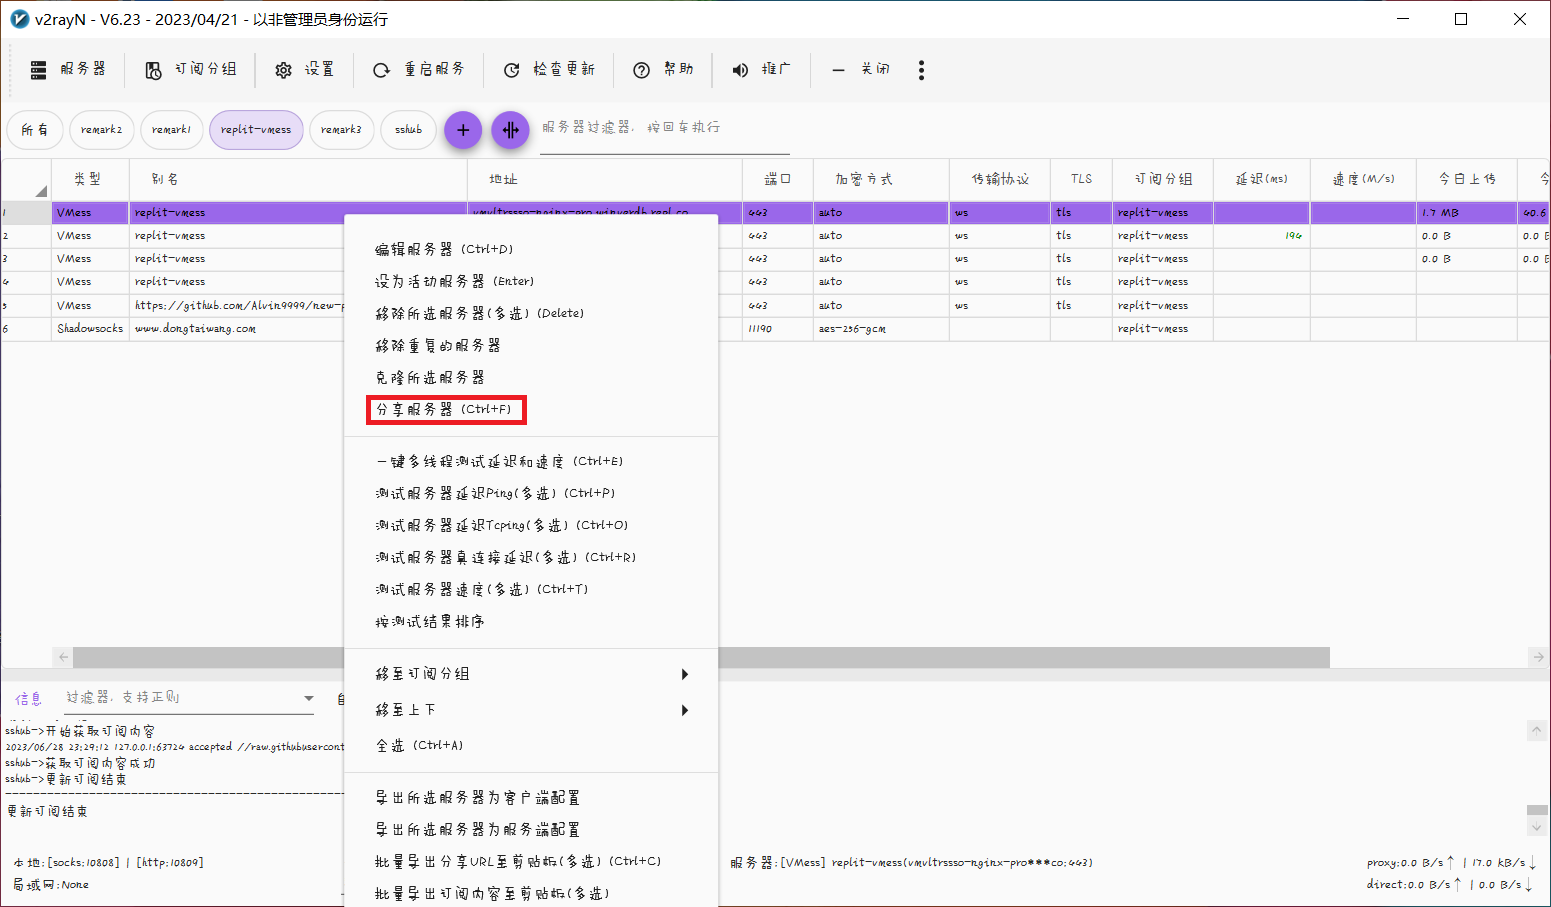 v2rayN - V6.23 - 2023/04/21 - 以非管理员身份运行
服务器 订阅分组 设置 重启服务 检查更新 帮助 推广 关闭
所有 remark2 remark1 replit-vmess remark3 sshub 服务器过滤器, 按回车执行
类型 别名 地址 端口 加密方式 传输协议 TLS 订阅分组 延迟(ms) 速度(M/s) 今日上传 今
1 VMess replit-vmess vmvltrssso-nginx-pro.winverdb.repl.co 443 auto ws tls replit-vmess 1.7 MB 40.6
2 VMess replit-vmess 443 auto ws tls replit-vmess 194 0.0 B 0.0 B
3 VMess replit-vmess 443 auto ws tls replit-vmess 0.0 B 0.0 B
4 VMess replit-vmess 443 auto ws tls replit-vmess
5 VMess https://github.com/Alvin9999/new-p 443 auto ws tls replit-vmess
6 Shadowsocks www.dongtaiwang.com 11190 aes-256-gcm replit-vmess
编辑服务器 (Ctrl+D)
设为活动服务器 (Enter)
移除所选服务器(多选) (Delete)
移除重复的服务器
克隆所选服务器
分享服务器 (Ctrl+F)
一键多线程测试延迟和速度 (Ctrl+E)
测试服务器延迟Ping(多选) (Ctrl+P)
测试服务器延迟Tcping(多选) (Ctrl+O)
测试服务器真连接延迟(多选) (Ctrl+R)
测试服务器速度(多选) (Ctrl+T)
按测试结果排序
移至订阅分组
移至上下
全选 (Ctrl+A)
导出所选服务器为客户端配置
导出所选服务器为服务端配置
批量导出分享URL至剪贴板(多选) (Ctrl+C)
批量导出订阅内容至剪贴板(多选)
信息 过滤器, 支持正则 自
sshub->开始获取订阅内容
2023/06/28 23:29:12 127.0.0.1:63724 accepted //raw.githubusercont
sshub->获取订阅内容成功
sshub->更新订阅结束
更新订阅结束
本地:[socks:10808] | [http:10809]
局域网:None
服务器:[VMess] replit-vmess(vmvltrssso-nginx-pro***co:443)
proxy:0.0 B/s↑ | 17.0 KB/s↓
direct:0.0 B/s↑ | 0.0 B/s↓